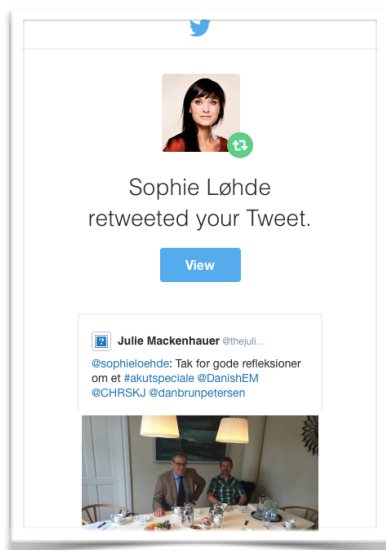 Sophie Løhde
retweeted your Tweet.
View
Julie Mackenhauer @thejuli...
@sophieloehde: Tak for gode refleksioner
om et #akutspeciale @DanishEM
@CHRSKJ @danbrunpetersen